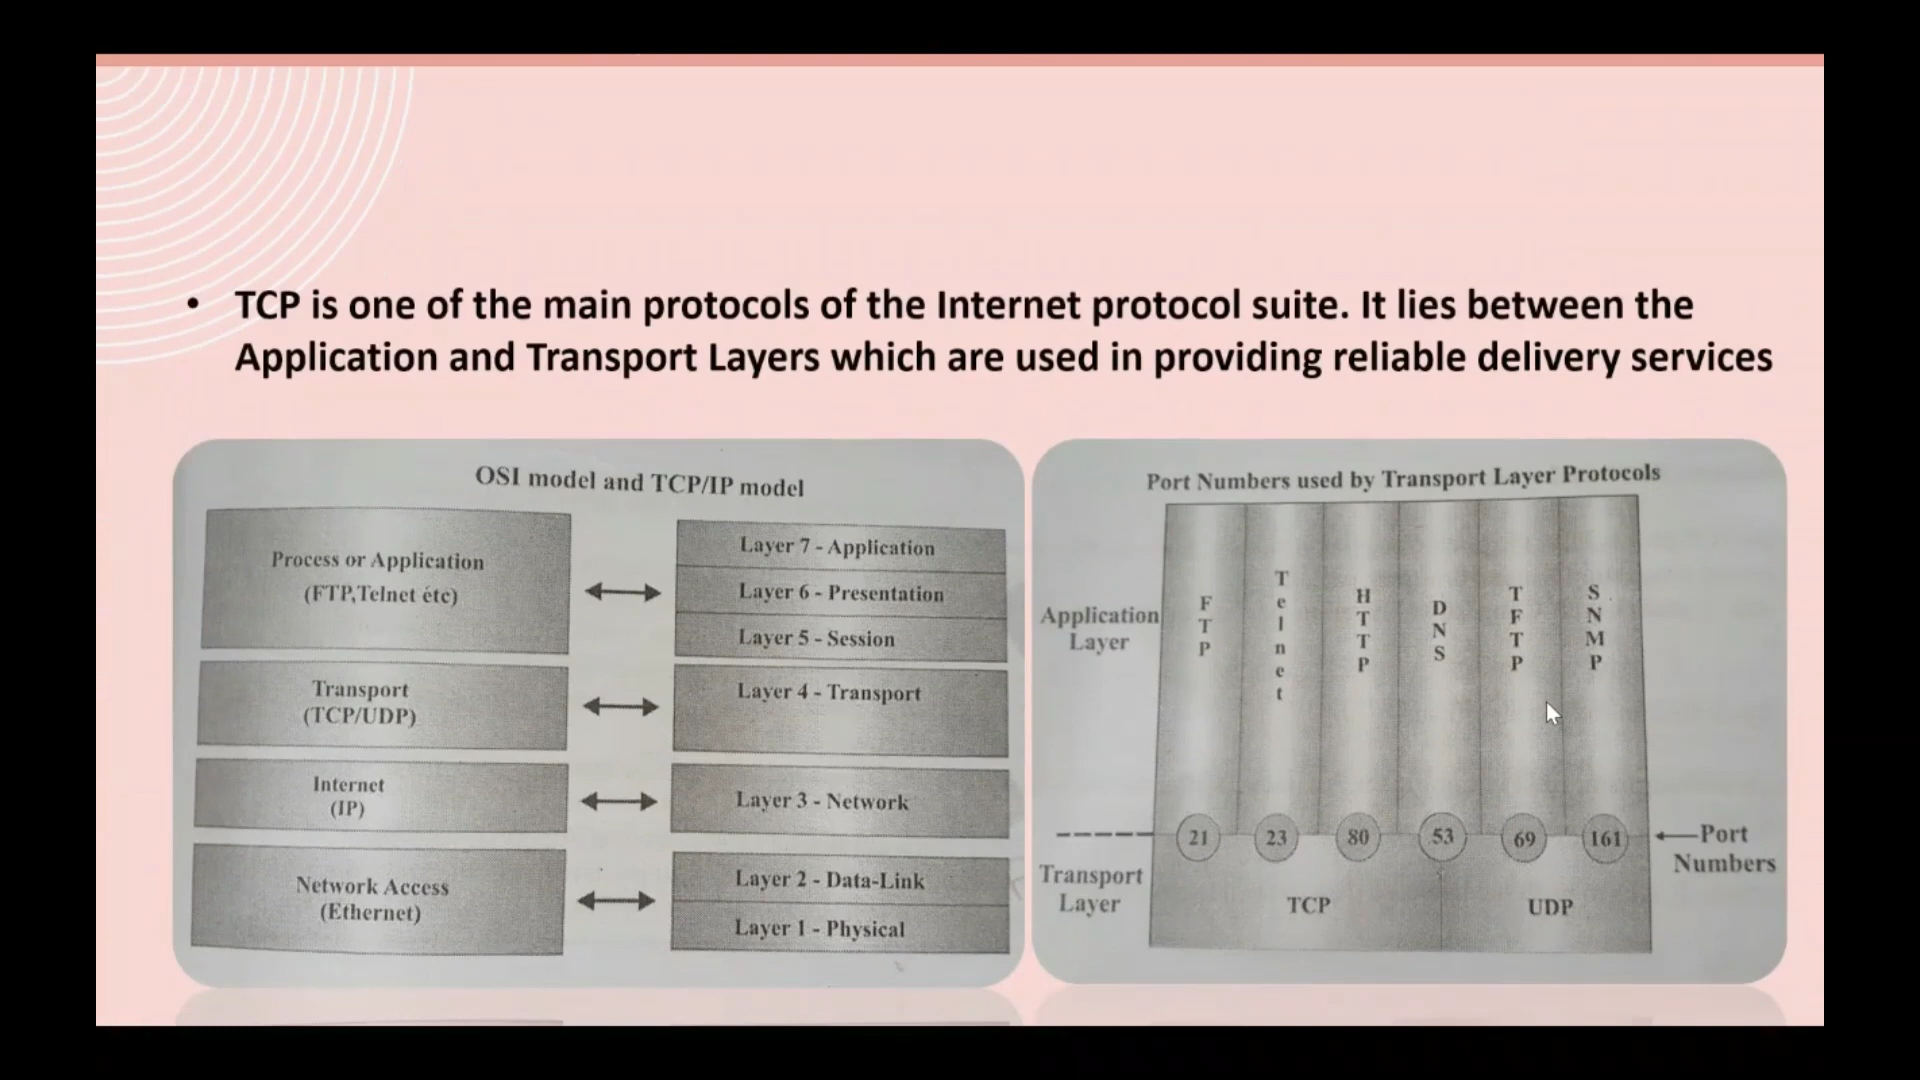 • TCP is one of the main protocols of the Internet protocol suite. It lies between the
Application and Transport Layers which are used in providing reliable delivery services
OSI model and TCP/IP model
Process or Application
(FTP,Telnet étc)
Transport
(TCP/UDP)
Internet
(IP)
Network Access
(Ethernet)
Layer 7 - Application
Layer 6 - Presentation
Layer 5 - Session
Layer 4 - Transport
Layer 3 - Network
Layer 2 - Data-Link
Layer 1 - Physical
Port Numbers used by Transport Layer Protocols
Application
Layer
FTP
Telnet
HTTP
DNS
TFTP
SNMP
21 23 80 53 69 161
Port
Numbers
Transport
Layer
TCP
UDP